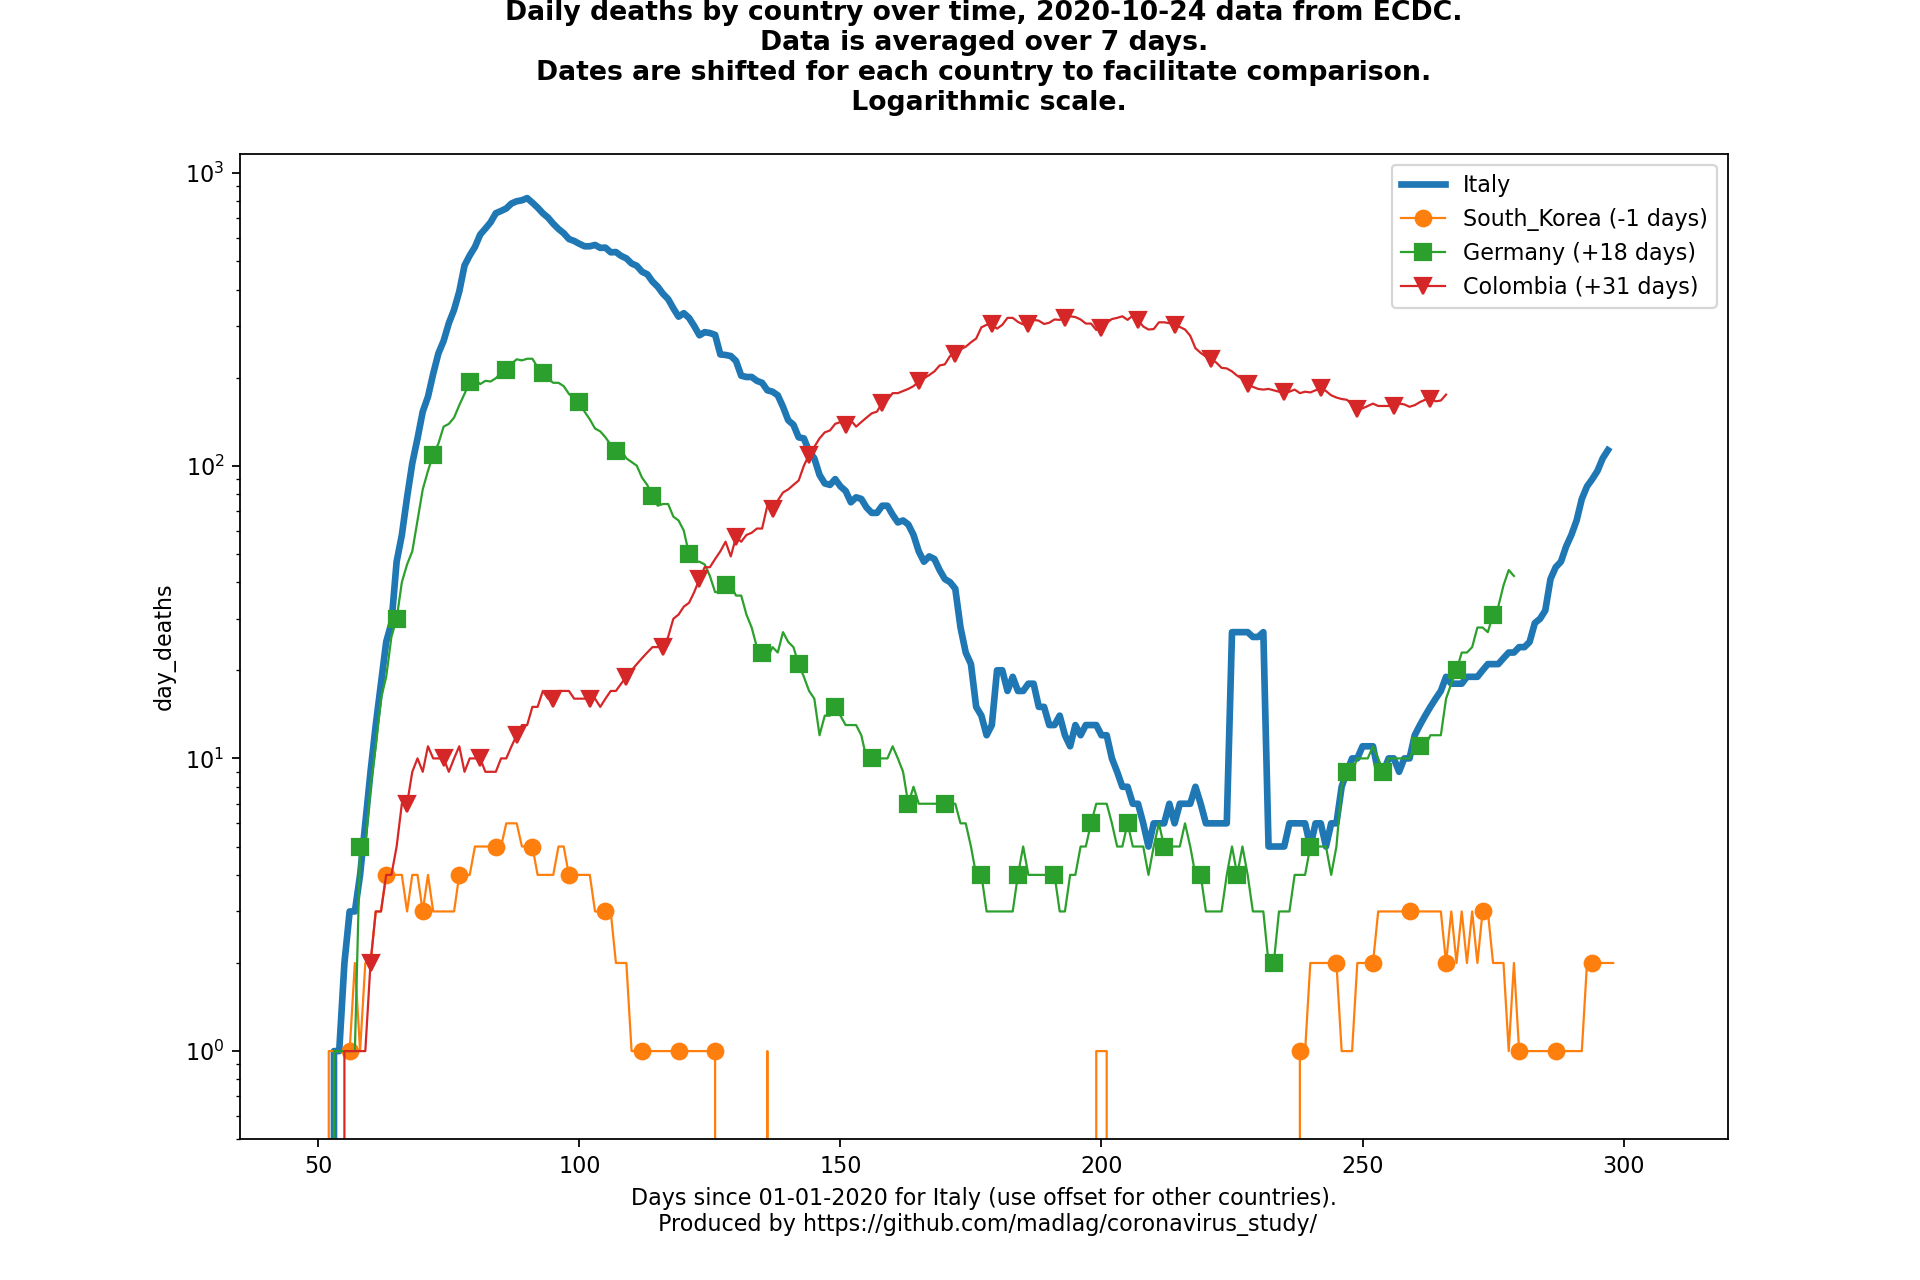 Daily deaths by country over time, 2020-10-24 data from ECDC.
Data is averaged over 7 days.
Dates are shifted for each country to facilitate comparison.
Logarithmic scale.
10³
10²
10¹
10⁰
day_deaths
Italy
South_Korea (-1 days)
Germany (+18 days)
Colombia (+31 days)
50 100 150 200 250 300
Days since 01-01-2020 for Italy (use offset for other countries).
Produced by https://github.com/madlag/coronavirus_study/